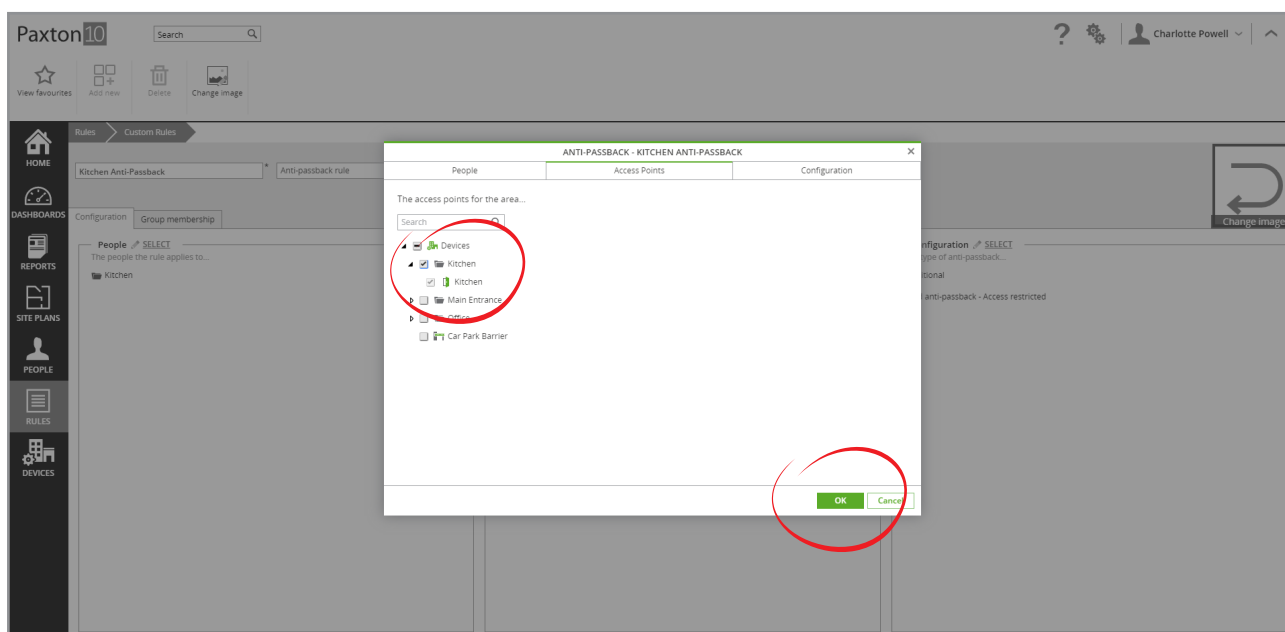 Paxton10
Search
? Charlotte Powell
View favourites Add new Delete Change image
Rules Custom Rules
HOME
DASHBOARDS
REPORTS
SITE PLANS
PEOPLE
RULES
DEVICES
Kitchen Anti-Passback * Anti-passback rule
Change image
Configuration Group membership
People SELECT
The people the rule applies to...
Kitchen
ANTI-PASSBACK - KITCHEN ANTI-PASSBACK ×
People Access Points Configuration
The access points for the area...
Search
Devices
Kitchen
Kitchen
Main Entrance
Office
Car Park Barrier
OK Cancel
nfiguration SELECT
type of anti-passback...
itional
anti-passback - Access restricted